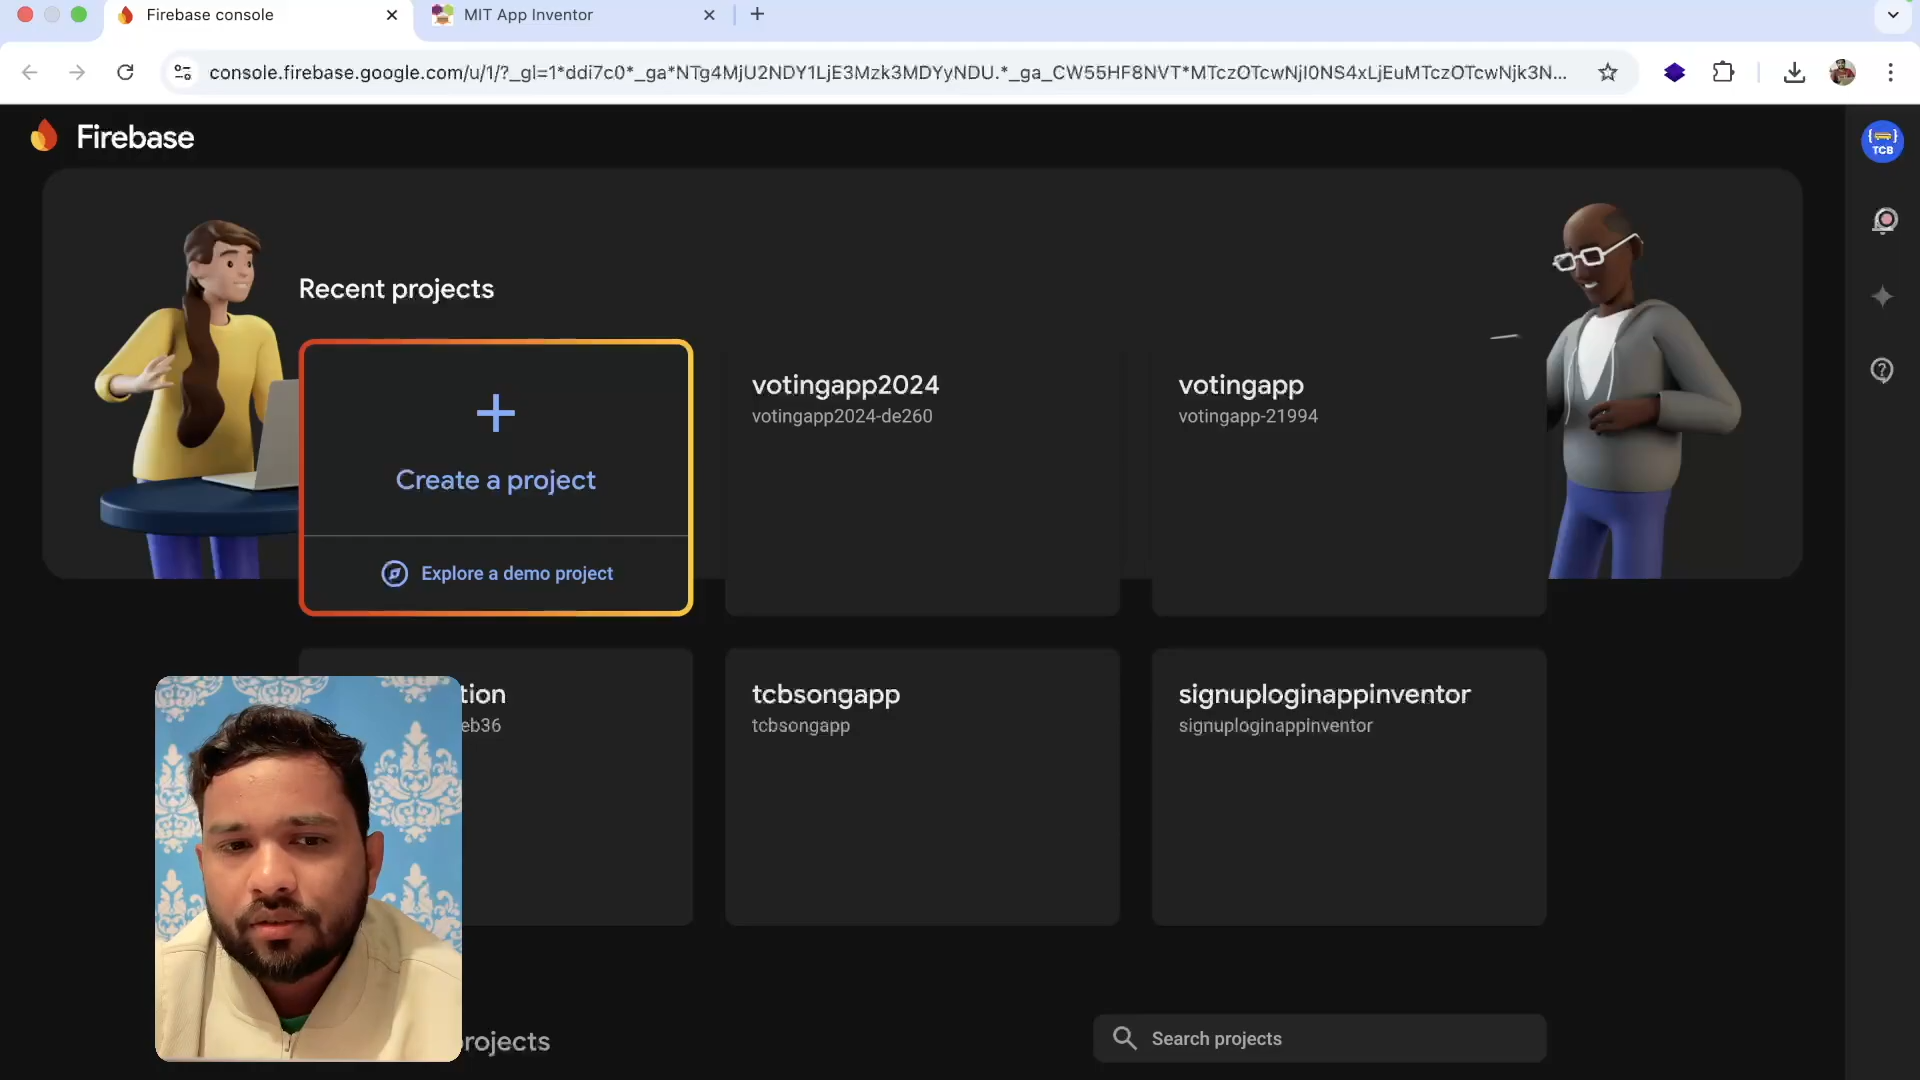 Firebase console
MIT App Inventor
console.firebase.google.com/u/1/?_gl=1*ddi7c0*_ga*NTg4MjU2NDY1LjE3Mzk3MDYyNDU.*_ga_CW55HF8NVT*MTczOTcwNjI0NS4xLjEuMTczOTcwNjk3N...
Firebase
{ }
TCB
Recent projects
Create a project
Explore a demo project
votingapp2024
votingapp2024-de260
votingapp
votingapp-21994
tion
eb36
tcbsongapp
tcbsongapp
signuploginappinventor
signuploginappinventor
rojects
Search projects